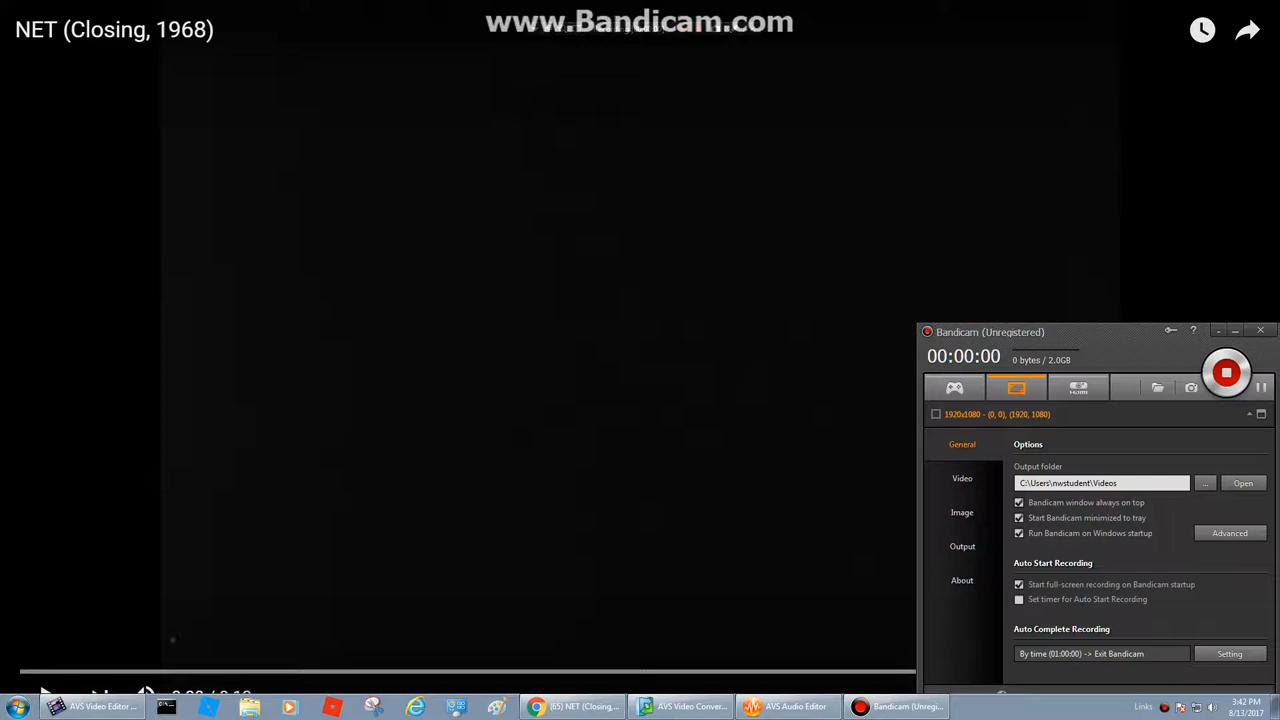 www.Bandicam.com
NET (Closing, 1968)
Bandicam (Unregistered)
00:00:00
0 bytes / 2.0GB
HDMI
1920x1080 - (0, 0), (1920, 1080)
General
Video
Image
Output
About
Options
Output folder
C:\Users\nwstudent\Videos
...
Open
Bandicam window always on top
Start Bandicam minimized to tray
Run Bandicam on Windows startup
Advanced
Auto Start Recording
Start full-screen recording on Bandicam startup
Set timer for Auto Start Recording
Auto Complete Recording
By time (01:00:00) -> Exit Bandicam
Setting
AVS Video Editor ...
(65) NET (Closing,...
AVS Video Conver...
AVS Audio Editor
Bandicam (Unregi...
Links
3:42 PM
8/13/2017